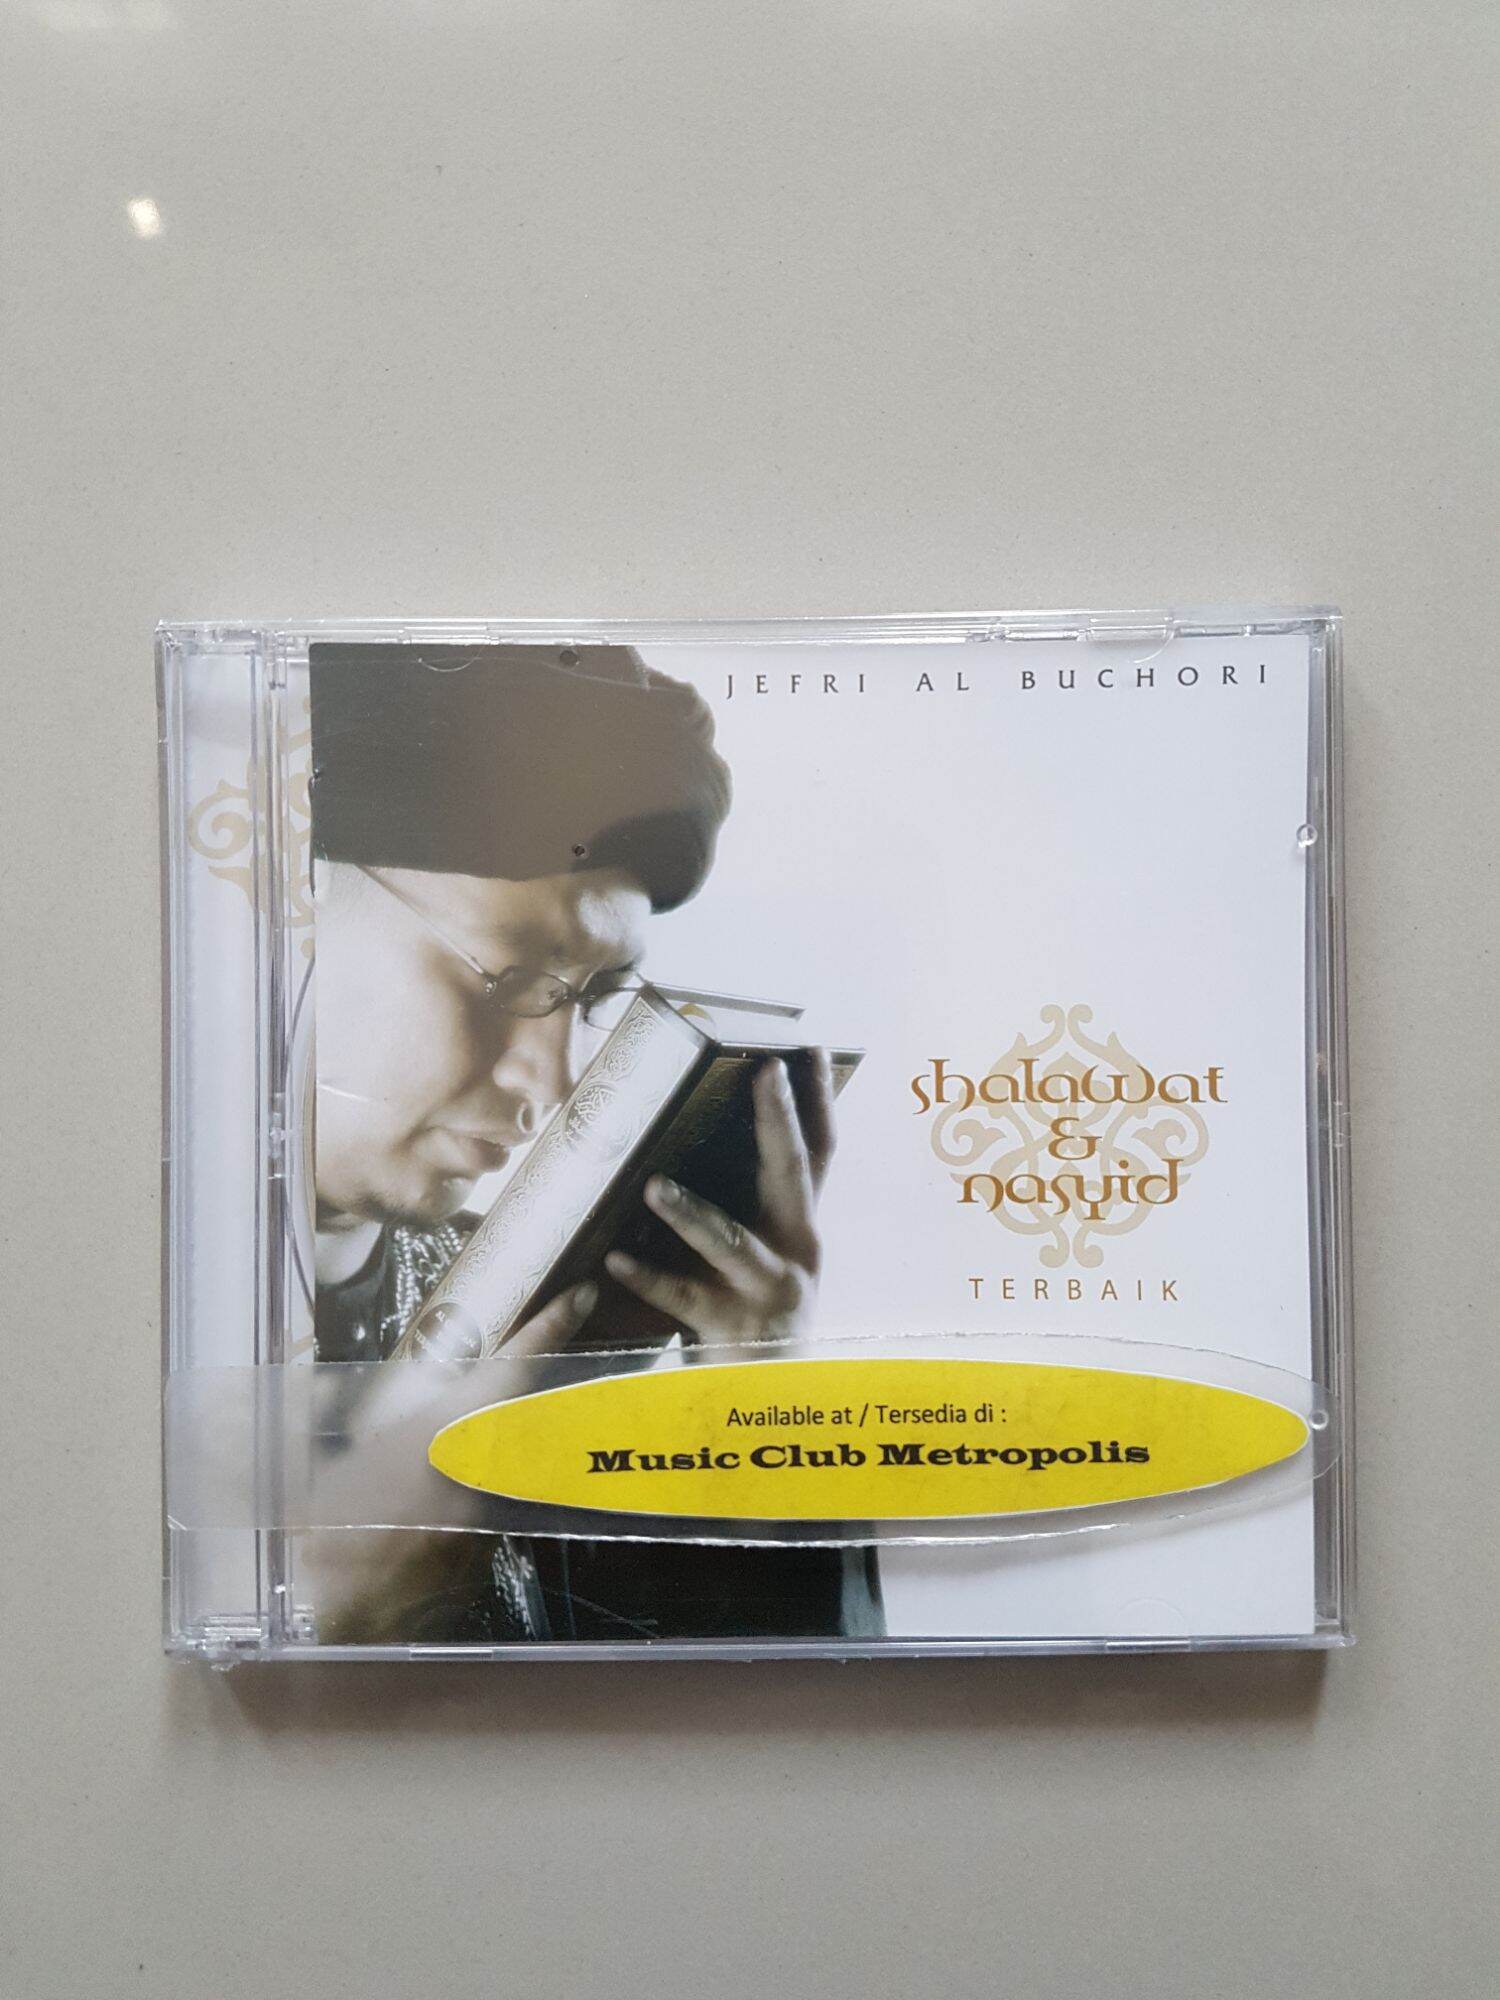 JEFRI AL BUCHORI
shalawat
&
nasyid
TERBAIK
Available at / Tersedia di :
Music Club Metropolis